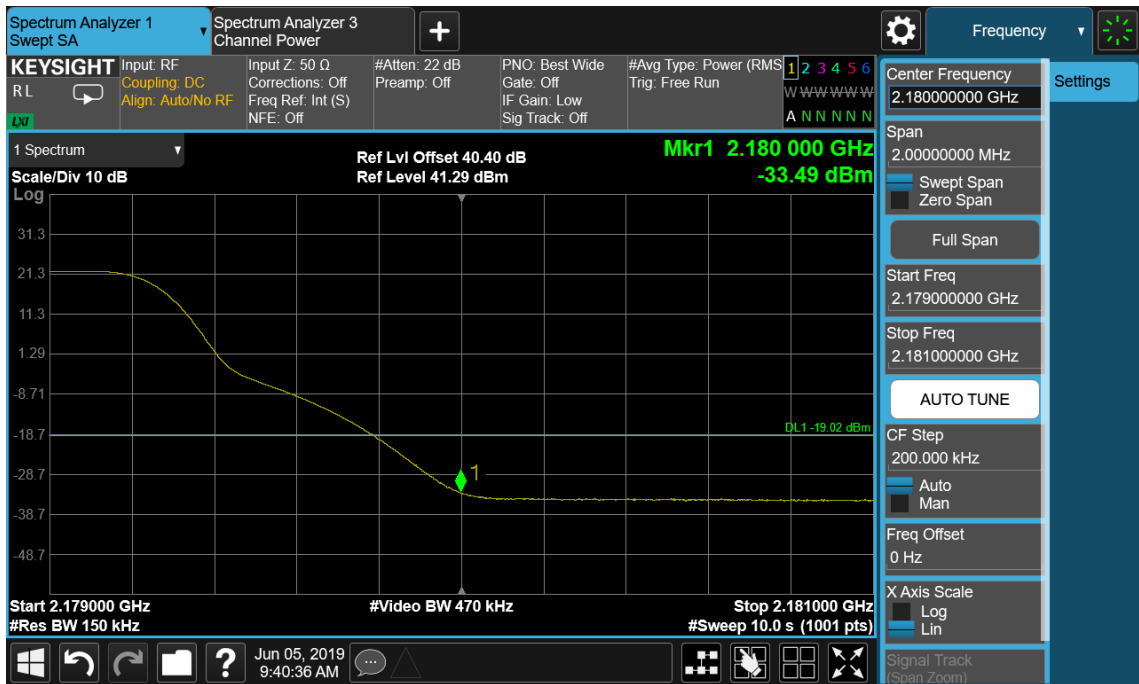 Spectrum Analyzer 1
Swept SA
Spectrum Analyzer 3
Channel Power
Frequency
KEYSIGHT
R L
LXI
Input: RF
Coupling: DC
Align: Auto/No RF
Input Z: 50 Ω
Corrections: Off
Freq Ref: Int (S)
NFE: Off
#Atten: 22 dB
Preamp: Off
PNO: Best Wide
Gate: Off
IF Gain: Low
Sig Track: Off
#Avg Type: Power (RMS
Trig: Free Run
1 2 3 4 5 6
W W W W W W
A N N N N N
1 Spectrum
Scale/Div 10 dB
Log
Ref Lvl Offset 40.40 dB
Ref Level 41.29 dBm
Mkr1 2.180 000 GHz
-33.49 dBm
31.3
21.3
11.3
1.29
-8.71
-18.7
-28.7
-38.7
-48.7
DL1 -19.02 dBm
1
Start 2.179000 GHz
#Res BW 150 kHz
#Video BW 470 kHz
Stop 2.181000 GHz
#Sweep 10.0 s (1001 pts)
Center Frequency
2.180000000 GHz
Span
2.00000000 MHz
Swept Span
Zero Span
Full Span
Start Freq
2.179000000 GHz
Stop Freq
2.181000000 GHz
AUTO TUNE
CF Step
200.000 kHz
Auto
Man
Freq Offset
0 Hz
X Axis Scale
Log
Lin
Signal Track
(Span Zoom)
Settings
?
Jun 05, 2019
9:40:36 AM